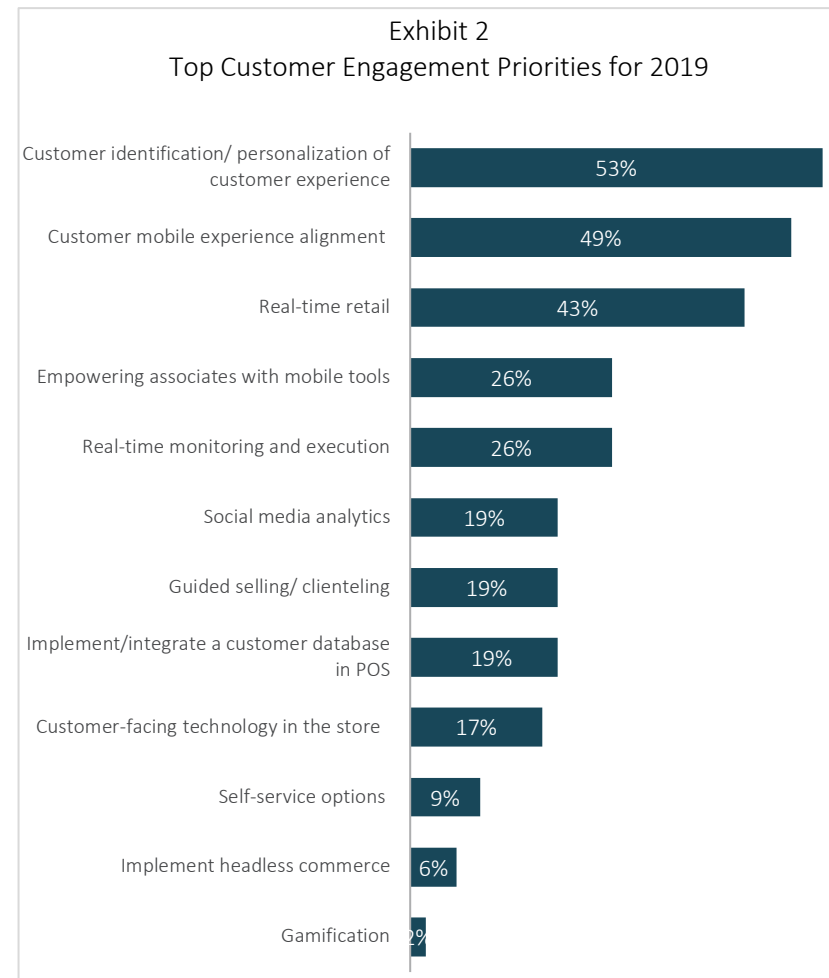 Exhibit 2
Top Customer Engagement Priorities for 2019
Customer identification/ personalization of
customer experience
53%
Customer mobile experience alignment
49%
Real-time retail
43%
Empowering associates with mobile tools
26%
Real-time monitoring and execution
26%
Social media analytics
19%
Guided selling/ clienteling
19%
Implement/integrate a customer database
in POS
19%
Customer-facing technology in the store
17%
Self-service options
9%
Implement headless commerce
6%
Gamification
2%